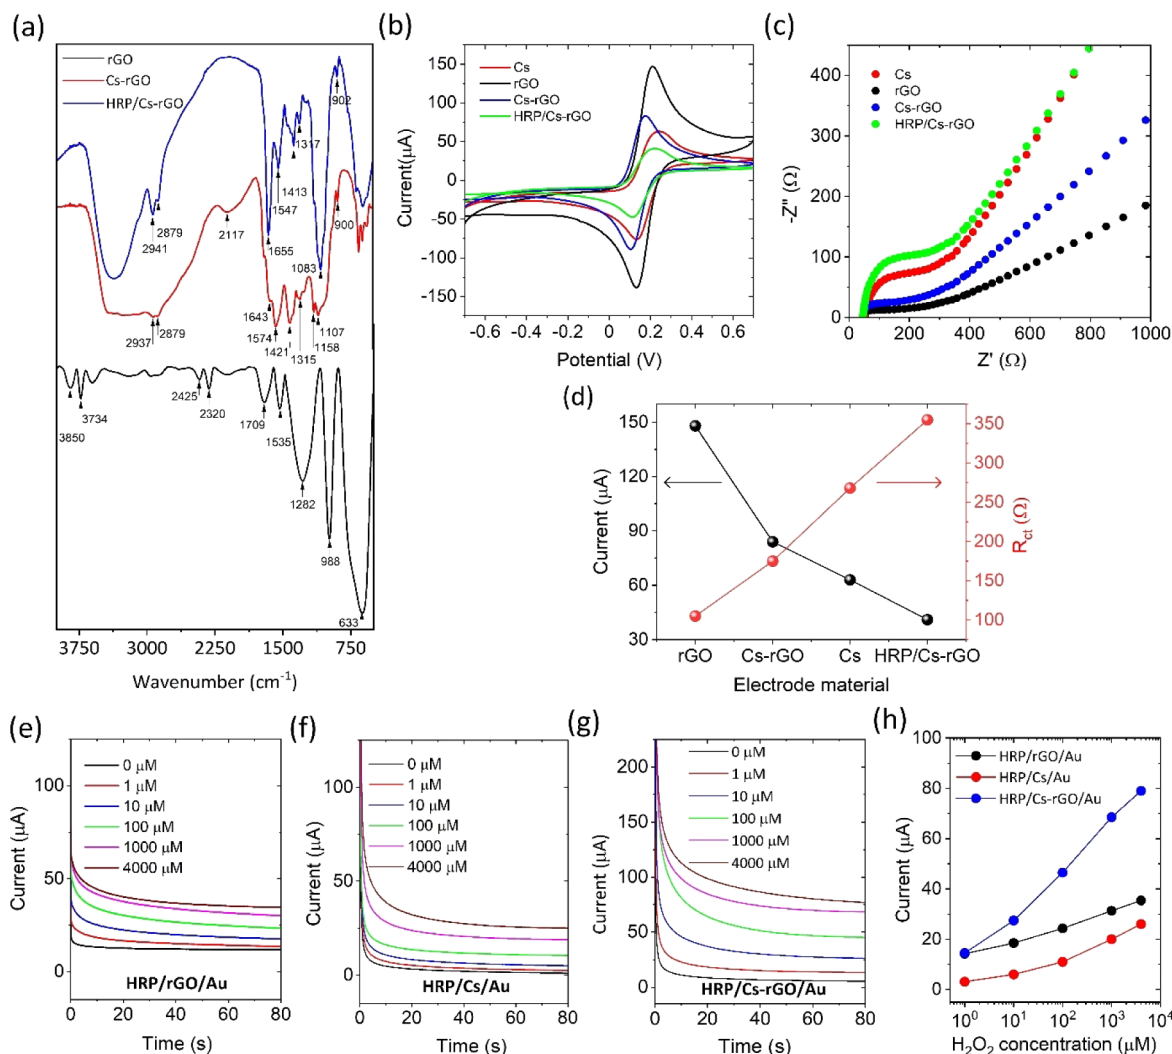 (a)
rGO
Cs-rGO
HRP/Cs-rGO
902
1317
1413
1547
2879
2941
1655
2117
900
1083
1643
2879
2937
1574
1421
1315
1158
1107
3850
3734
2425
2320
1709
1535
1282
988
633
3750 3000 2250 1500 750
Wavenumber (cm-1)
(b)
150
100
50
0
-50
-100
-150
Current(μA)
Cs
rGO
Cs-rGO
HRP/Cs-rGO
-0.6 -0.4 -0.2 0.0 0.2 0.4 0.6
Potential (V)
(c)
400
300
200
100
0
-Z" (Ω)
Cs
rGO
Cs-rGO
HRP/Cs-rGO
0 200 400 600 800 1000
Z' (Ω)
(d)
150
120
90
60
30
Current (μA)
350
300
250
200
150
100
Rct (Ω)
rGO Cs-rGO Cs HRP/Cs-rGO
Electrode material
(e)
100
50
0
Current (μA)
0 μM
1 μM
10 μM
100 μM
1000 μM
4000 μM
HRP/rGO/Au
0 20 40 60 80
Time (s)
(f)
100
50
0
Current (μA)
0 μM
1 μM
10 μM
100 μM
1000 μM
4000 μM
HRP/Cs/Au
0 20 40 60 80
Time (s)
(g)
200
150
100
50
0
Current (μA)
0 μM
1 μM
10 μM
100 μM
1000 μM
4000 μM
HRP/Cs-rGO/Au
0 20 40 60 80
Time (s)
(h)
100
80
60
40
20
0
Current (μA)
HRP/rGO/Au
HRP/Cs/Au
HRP/Cs-rGO/Au
10⁰ 10¹ 10² 10³ 10⁴
H₂O₂ concentration (μM)